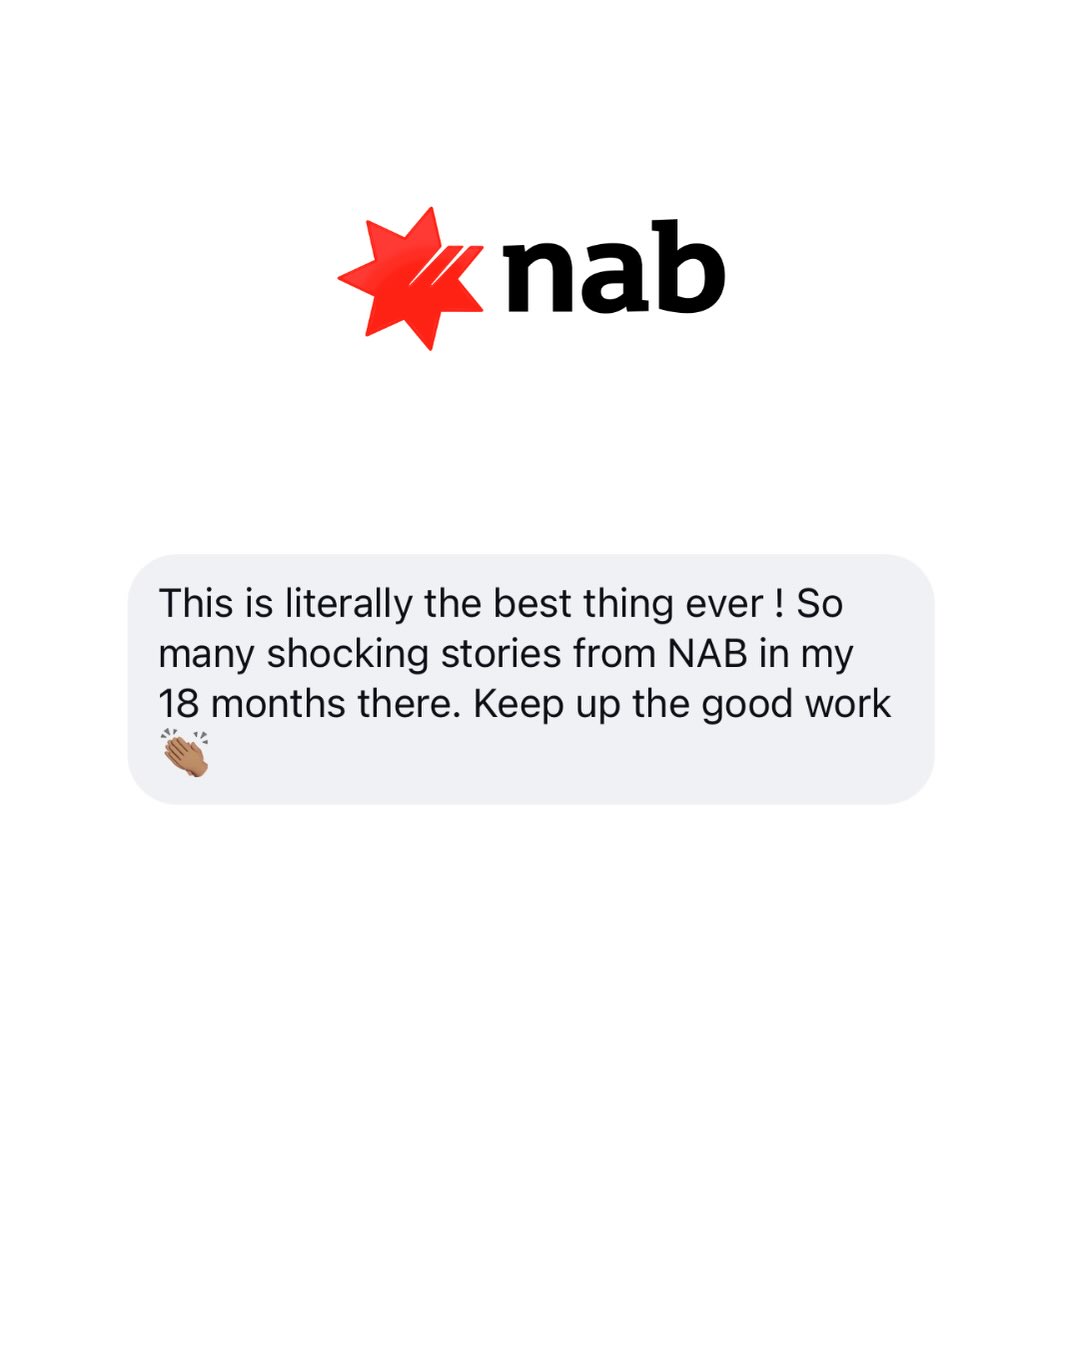 nab
This is literally the best thing ever ! So
many shocking stories from NAB in my
18 months there. Keep up the good work
👏🏽